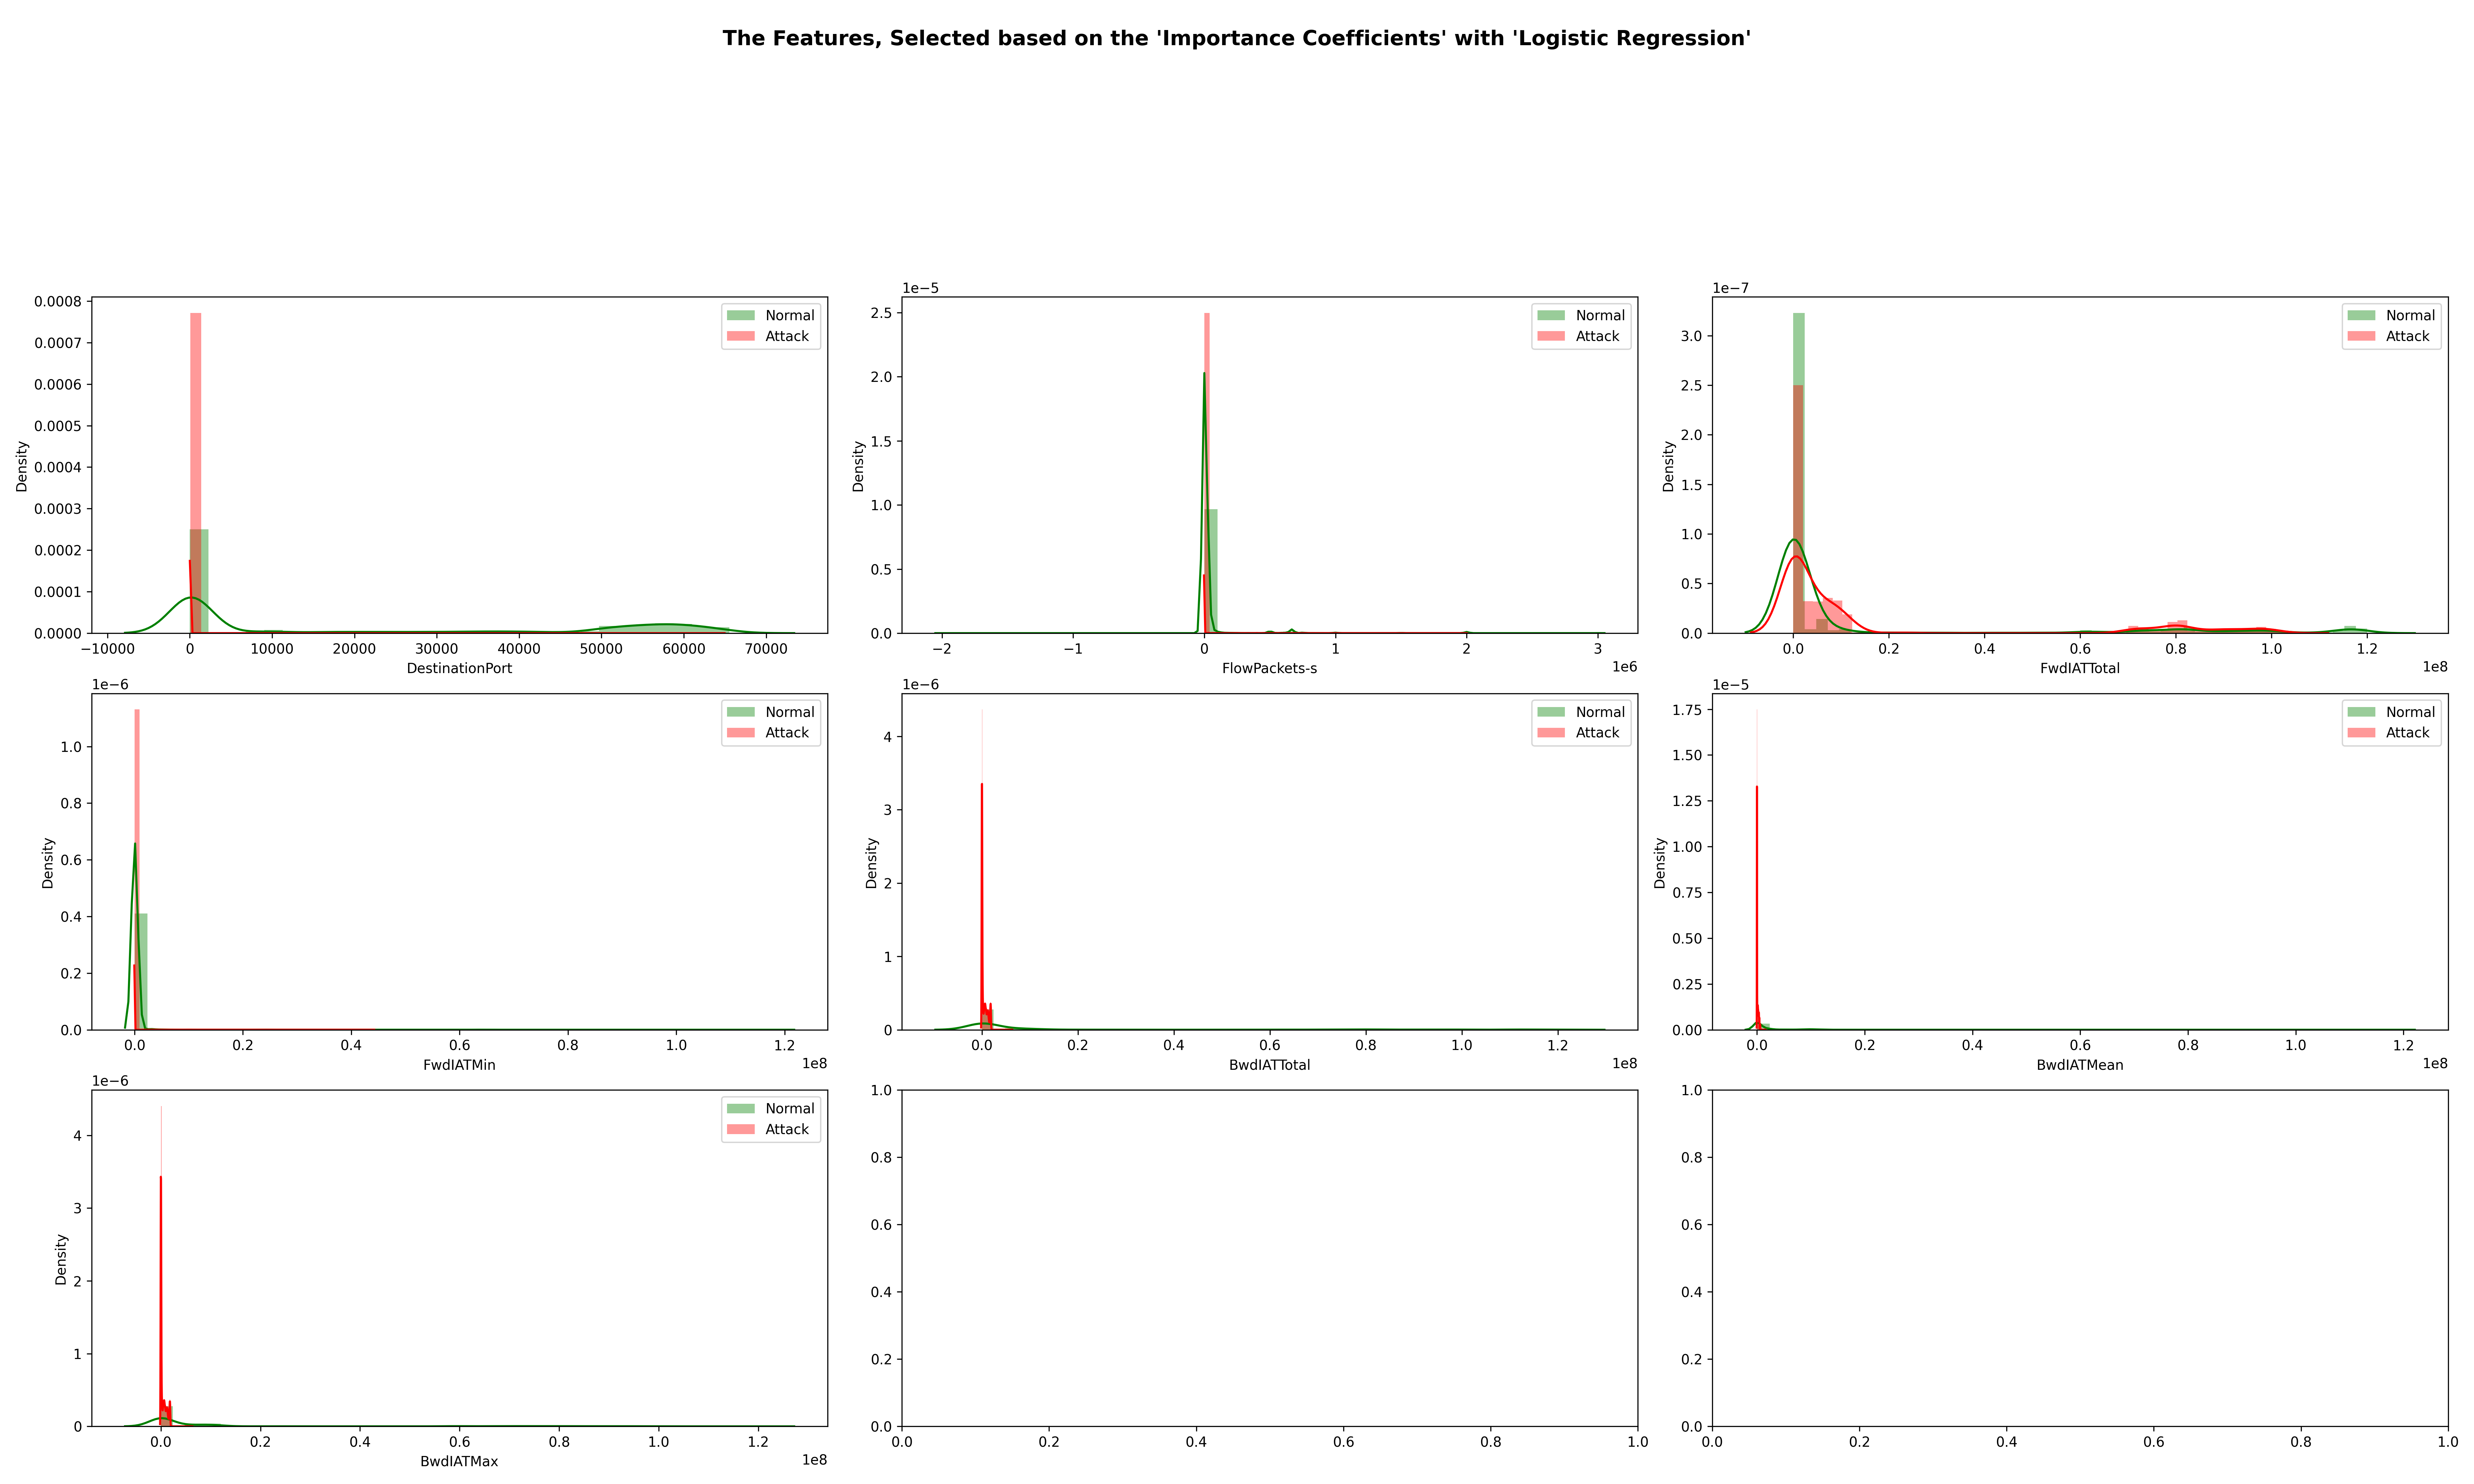 The Features, Selected based on the 'Importance Coefficients' with 'Logistic Regression'
0.0008
0.0007
0.0006
0.0005
0.0004
0.0003
0.0002
0.0001
0.0000
Density
−10000 0 10000 20000 30000 40000 50000 60000 70000
DestinationPort
Normal
Attack
1e−5
2.5
2.0
1.5
1.0
0.5
0.0
Density
−2 −1 0 1 2 3
FlowPackets-s
1e6
Normal
Attack
1e−7
3.0
2.5
2.0
1.5
1.0
0.5
0.0
Density
0.0 0.2 0.4 0.6 0.8 1.0 1.2
FwdIATTotal
1e8
Normal
Attack
1e−6
1.0
0.8
0.6
0.4
0.2
0.0
Density
0.0 0.2 0.4 0.6 0.8 1.0 1.2
FwdIATMin
1e8
Normal
Attack
1e−6
4
3
2
1
0
Density
0.0 0.2 0.4 0.6 0.8 1.0 1.2
BwdIATTotal
1e8
Normal
Attack
1e−5
1.75
1.50
1.25
1.00
0.75
0.50
0.25
0.00
Density
0.0 0.2 0.4 0.6 0.8 1.0 1.2
BwdIATMean
1e8
Normal
Attack
1e−6
4
3
2
1
0
Density
0.0 0.2 0.4 0.6 0.8 1.0 1.2
BwdIATMax
1e8
Normal
Attack
1.0
0.8
0.6
0.4
0.2
0.0
0.0 0.2 0.4 0.6 0.8 1.0
1.0
0.8
0.6
0.4
0.2
0.0
0.0 0.2 0.4 0.6 0.8 1.0